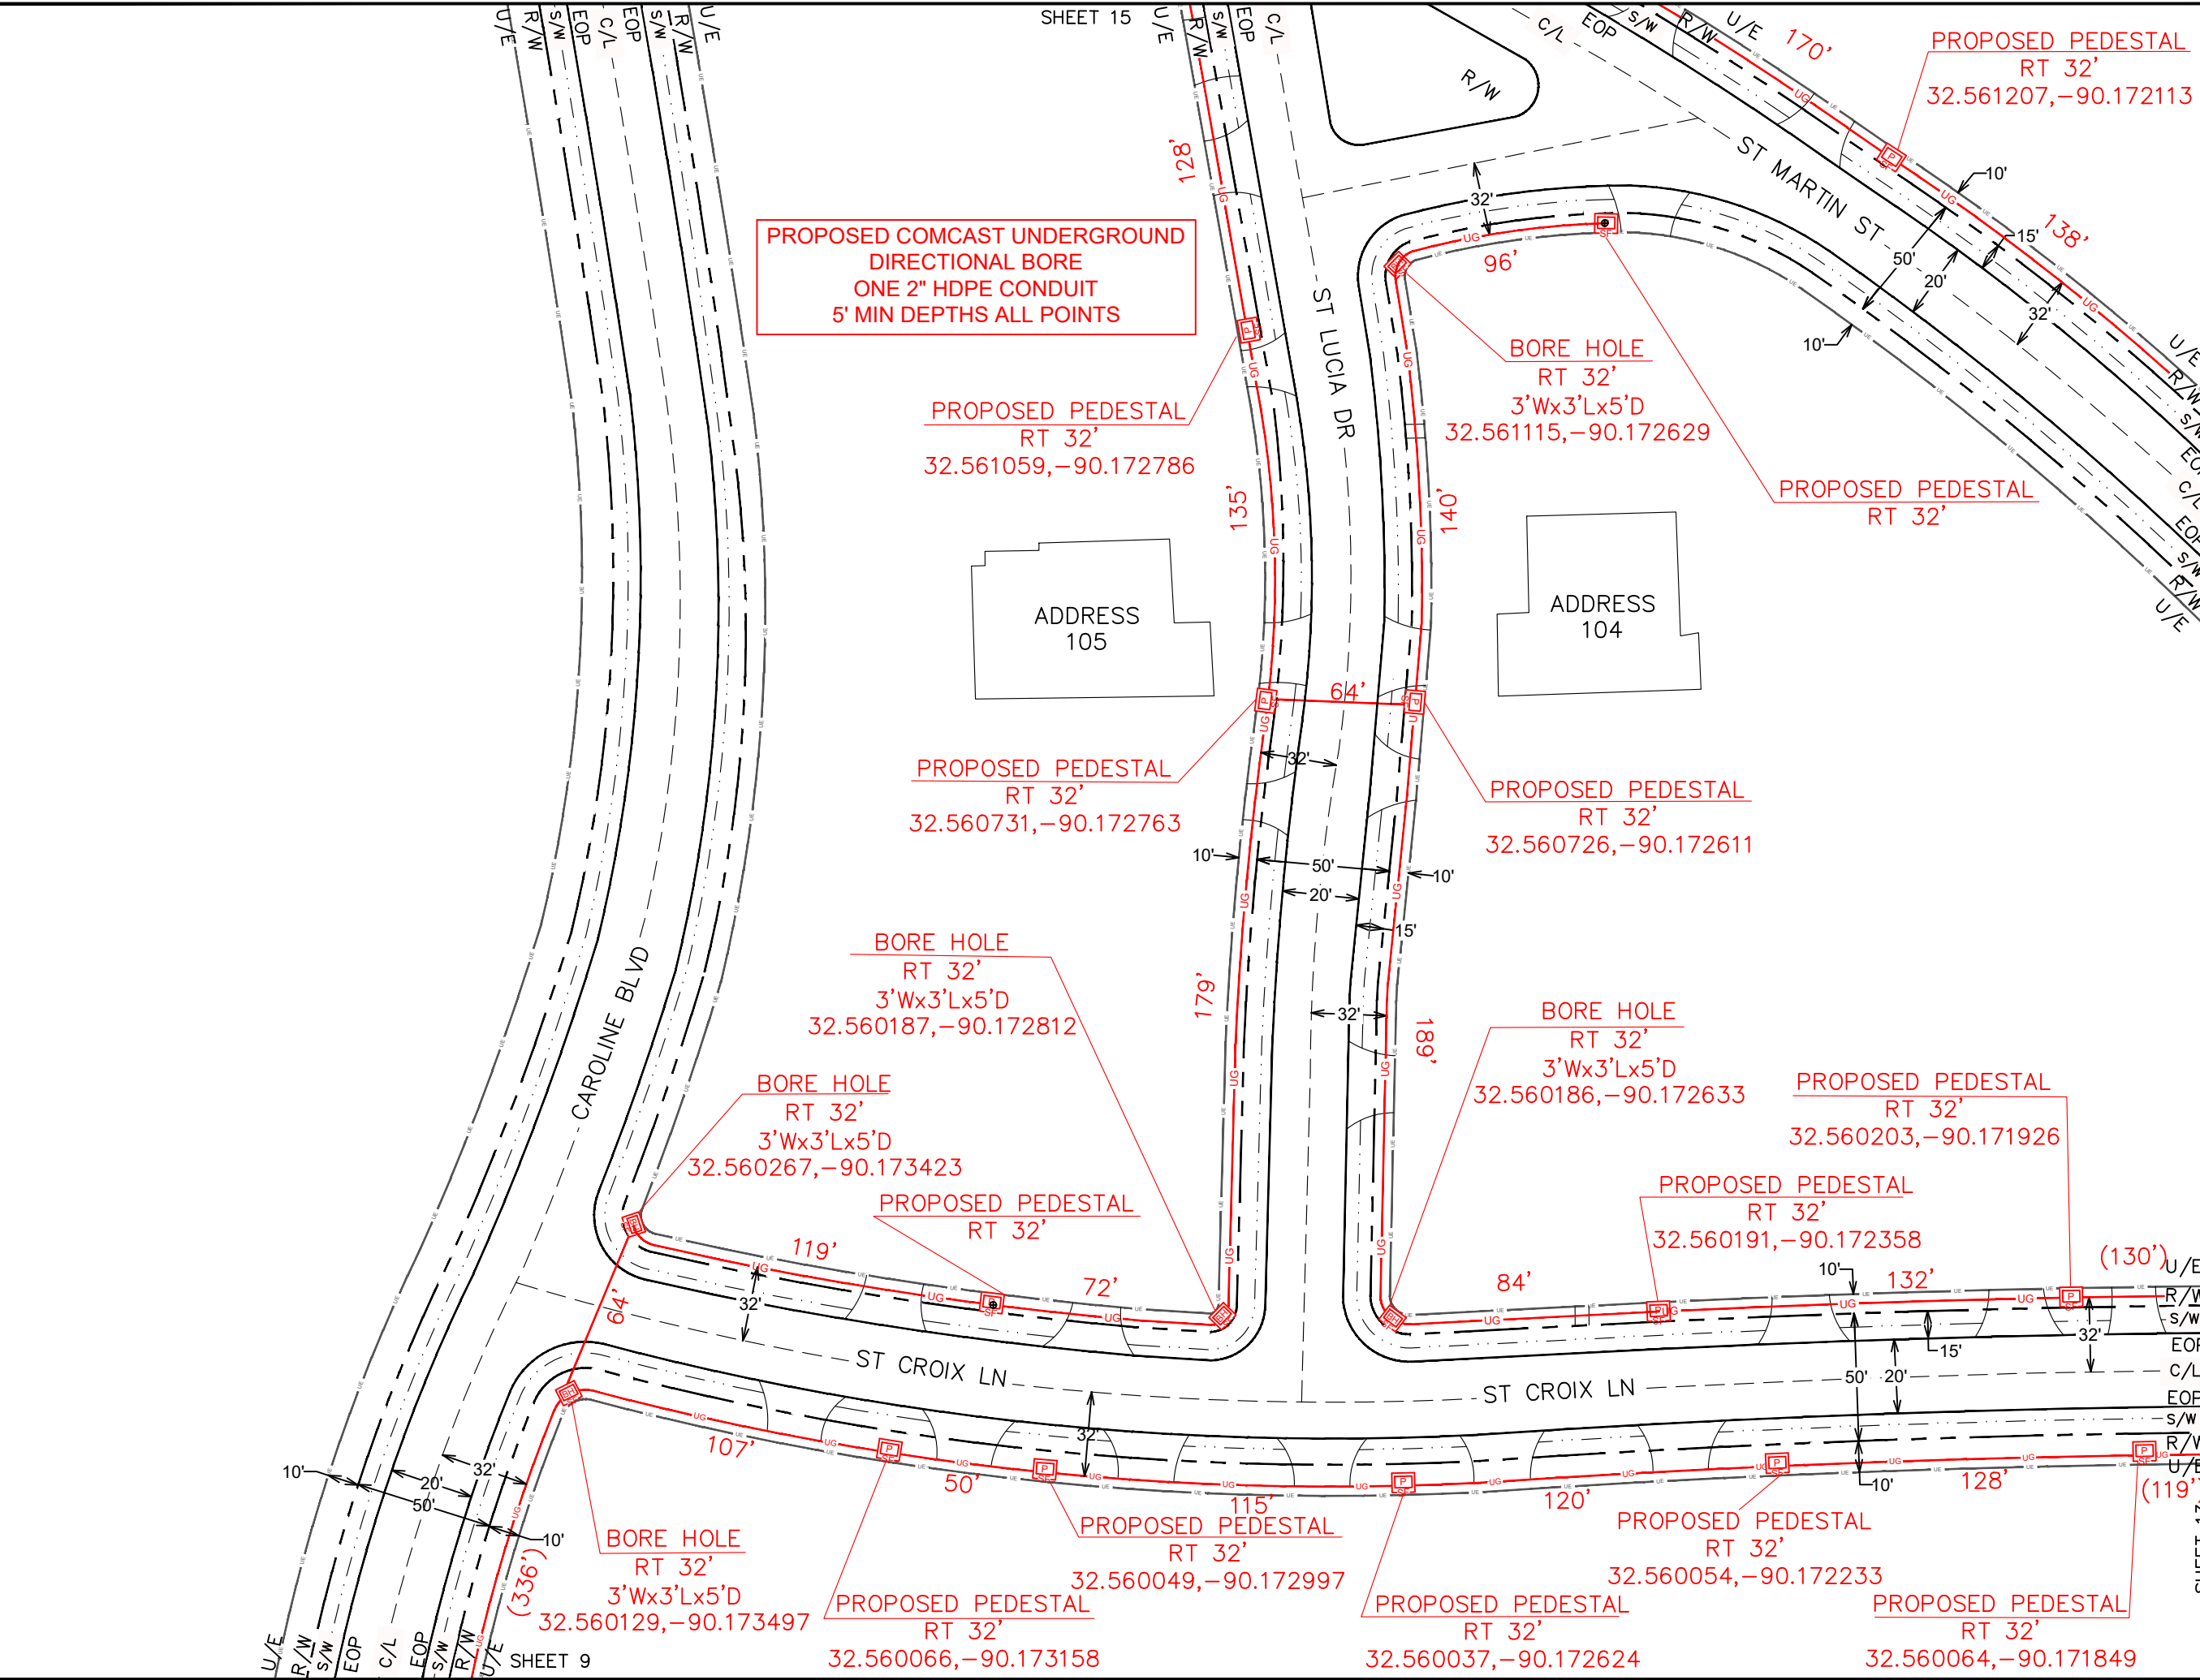 SHEET 15
U/E
R/W
S/W
EOP
C/L
EOP
S/W
R/W
U/E
U/E
R/W
S/W
EOP
C/L
C/L
EOP
S/W
R/W
U/E
R/W
170'
PROPOSED PEDESTAL
RT 32'
32.561207,-90.172113
128'
PROPOSED COMCAST UNDERGROUND
DIRECTIONAL BORE
ONE 2" HDPE CONDUIT
5' MIN DEPTHS ALL POINTS
ST MARTIN ST
10'
138'
15'
50'
20'
32'
10'
32'
96'
ST LUCIA DR
BORE HOLE
RT 32'
3'Wx3'Lx5'D
32.561115,-90.172629
PROPOSED PEDESTAL
RT 32'
32.561059,-90.172786
PROPOSED PEDESTAL
RT 32'
U/E
R/W
S/W
EOP
C/L
EOP
S/W
R/W
U/E
135'
140'
ADDRESS
105
ADDRESS
104
64'
32'
PROPOSED PEDESTAL
RT 32'
32.560731,-90.172763
PROPOSED PEDESTAL
RT 32'
32.560726,-90.172611
10'
50'
10'
20'
15'
CAROLINE BLVD
BORE HOLE
RT 32'
3'Wx3'Lx5'D
32.560187,-90.172812
179'
32'
189'
BORE HOLE
RT 32'
3'Wx3'Lx5'D
32.560186,-90.172633
BORE HOLE
RT 32'
3'Wx3'Lx5'D
32.560267,-90.173423
PROPOSED PEDESTAL
RT 32'
32.560203,-90.171926
PROPOSED PEDESTAL
RT 32'
PROPOSED PEDESTAL
RT 32'
32.560191,-90.172358
119'
72'
84'
132'
(130')
10'
32'
32'
15'
50'
20'
64'
ST CROIX LN
ST CROIX LN
U/E
R/W
S/W
EOP
C/L
EOP
S/W
R/W
U/E
107'
50'
32'
115'
120'
128'
10'
(119')
10'
20'
32'
50'
10'
(336')
BORE HOLE
RT 32'
3'Wx3'Lx5'D
32.560129,-90.173497
PROPOSED PEDESTAL
RT 32'
32.560066,-90.173158
PROPOSED PEDESTAL
RT 32'
32.560049,-90.172997
PROPOSED PEDESTAL
RT 32'
32.560037,-90.172624
PROPOSED PEDESTAL
RT 32'
32.560054,-90.172233
PROPOSED PEDESTAL
RT 32'
32.560064,-90.171849
U/E
R/W
S/W
EOP
C/L
EOP
S/W
R/W
U/E
SHEET 9